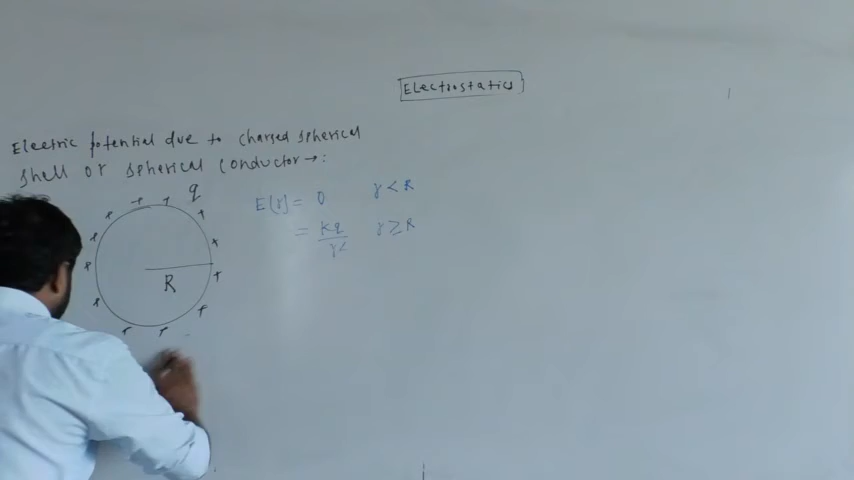 Electrostatics
Electric potential due to charged spherical
shell or spherical conductor →:
q
E(r) = 0 r < R
= kq/r² r ≥ R
R